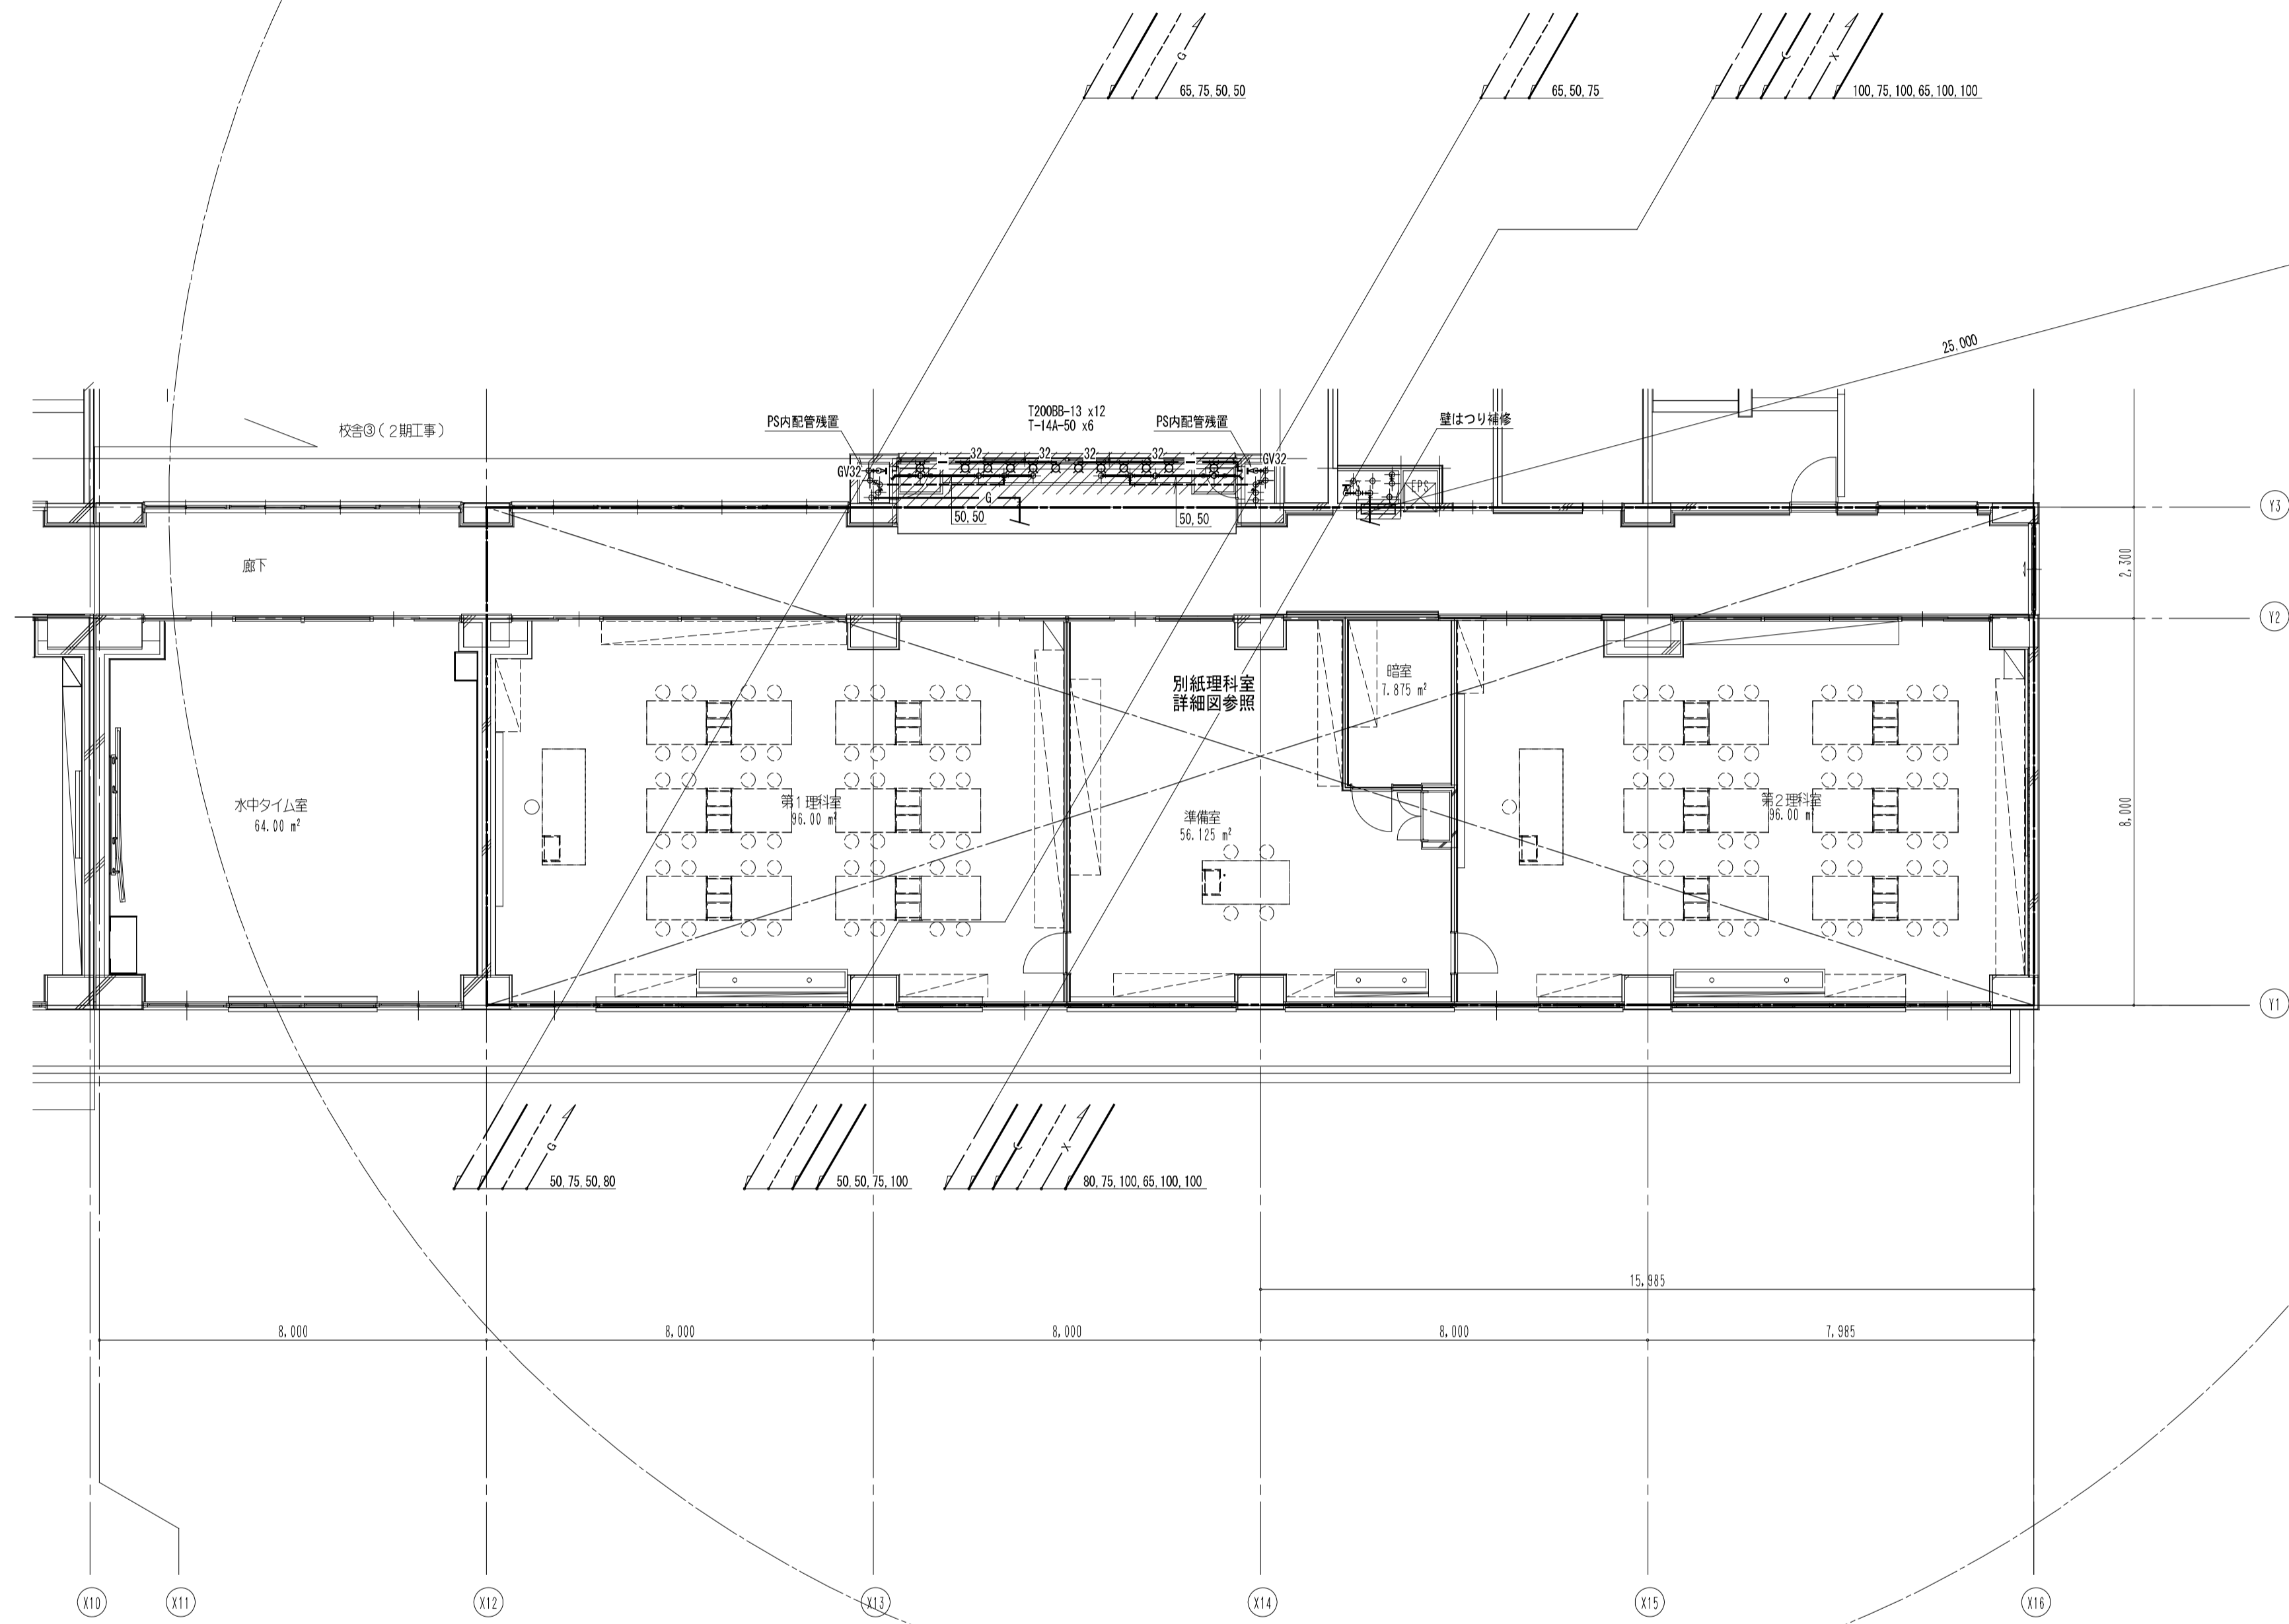 G
65,75,50,50
65,50,75
C
X
100,75,100,65,100,100
25,000
校舎③(2期工事)
PS内配管残置
T200BB-13 x12
T-14A-50 x6
PS内配管残置
壁はつり補修
GV32
32
32
32
32
GV32
G
50,50
50,50
EPS
Y3
廊下
2,300
Y2
別紙理科室
詳細図参照
暗室
7.875 m²
水中タイム室
64.00 m²
第1理科室
96.00 m²
準備室
56.125 m²
第2理科室
96.00 m²
8,000
Y1
G
50,75,50,80
50,50,75,100
C
X
80,75,100,65,100,100
15,985
8,000
8,000
8,000
8,000
7,985
X10
X11
X12
X13
X14
X15
X16